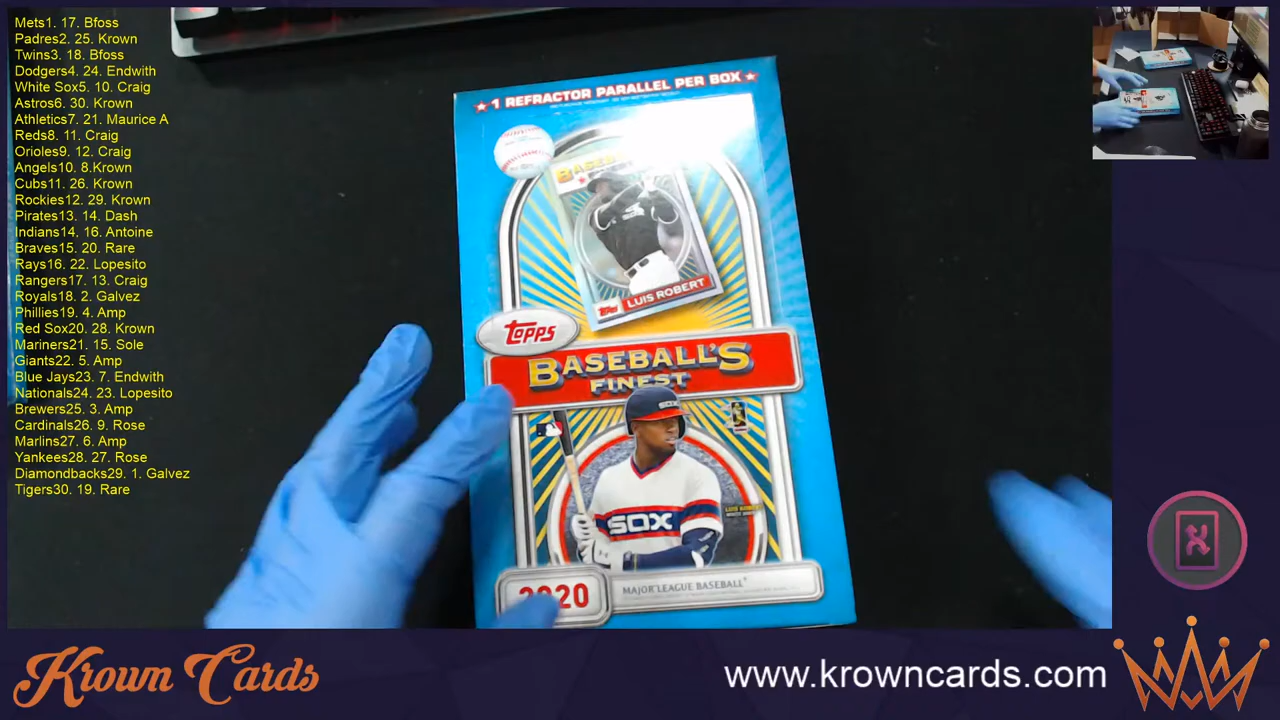 Mets1. 17. Bfoss
Padres2. 25. Krown
Twins3. 18. Bfoss
Dodgers4. 24. Endwith
White Sox5. 10. Craig
Astros6. 30. Krown
Athletics7. 21. Maurice A
Reds8. 11. Craig
Orioles9. 12. Craig
Angels10. 8.Krown
Cubs11. 26. Krown
Rockies12. 29. Krown
Pirates13. 14. Dash
Indians14. 16. Antoine
Braves15. 20. Rare
Rays16. 22. Lopesito
Rangers17. 13. Craig
Royals18. 2. Galvez
Phillies19. 4. Amp
Red Sox20. 28. Krown
Mariners21. 15. Sole
Giants22. 5. Amp
Blue Jays23. 7. Endwith
Nationals24. 23. Lopesito
Brewers25. 3. Amp
Cardinals26. 9. Rose
Marlins27. 6. Amp
Yankees28. 27. Rose
Diamondbacks29. 1. Galvez
Tigers30. 19. Rare
★1 REFRACTOR PARALLEL PER BOX★
Topps
LUIS ROBERT
Topps
BASEBALL'S
FINEST
SOX
SOX
2020
MAJOR LEAGUE BASEBALL
Krown Cards
www.krowncards.com